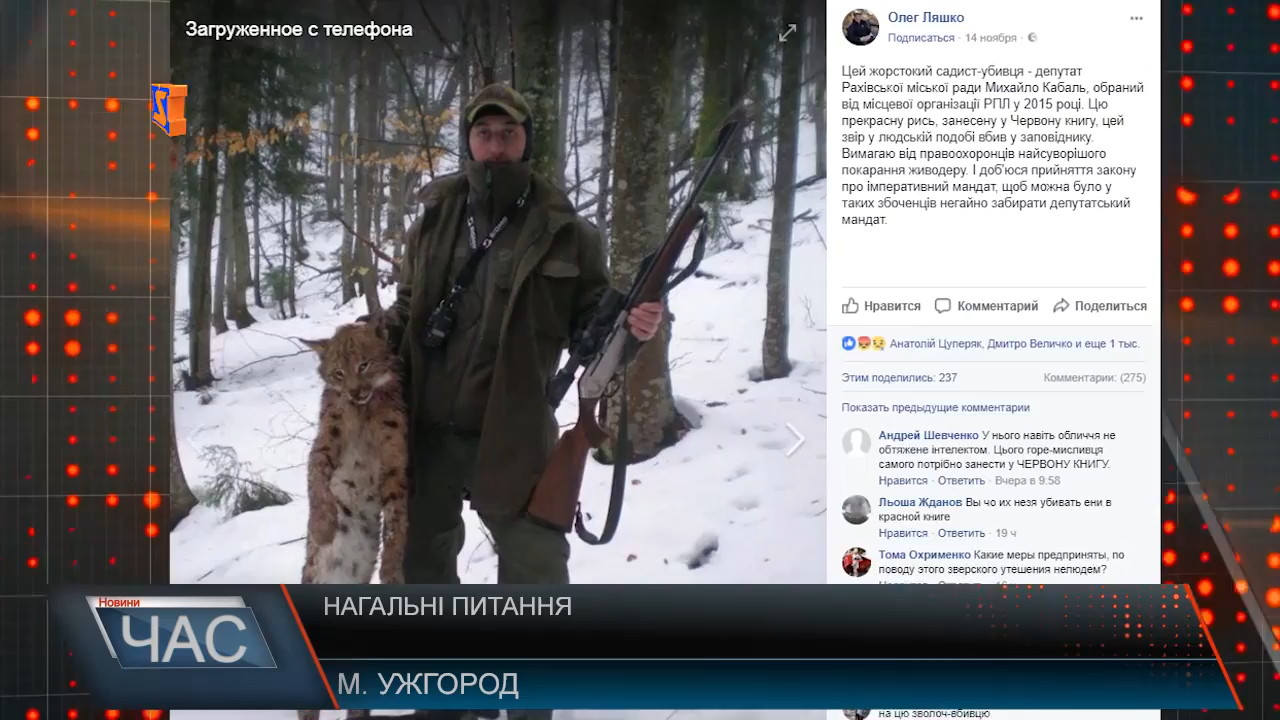 Загруженное с телефона
Олег Ляшко
Подписаться · 14 ноября ·
Цей жорстокий садист-убивця - депутат
Рахівської міської ради Михайло Кабаль, обраний
від місцевої організації РПЛ у 2015 році. Цю
прекрасну рись, занесену у Червону книгу, цей
звір у людській подобі вбив у заповіднику.
Вимагаю від правоохоронців найсуворішого
покарання живодеру. І доб'юся прийняття закону
про імперативний мандат, щоб можна було у
таких збоченців негайно забирати депутатський
мандат.
Нравится Комментарий Поделиться
Анатолій Цуперяк, Дмитро Величко и еще 1 тыс.
Этим поделились: 237 Комментарии: (275)
Показать предыдущие комментарии
Андрей Шевченко У нього навіть обличчя не
обтяжене інтелектом. Цього горе-мисливця
самого потрібно занести у ЧЕРВОНУ КНИГУ.
Нравится · Ответить · Вчера в 9:58
Льоша Жданов Вы чо их незя убивать ени в
красной книге
Нравится · Ответить · 19 ч
Тома Охрименко Какие меры предприняты, по
поводу этого зверского утешения нелюдем?
Новини
ЧАС
НАГАЛЬНІ ПИТАННЯ
М. УЖГОРОД
на цю зволоч-вбивцю